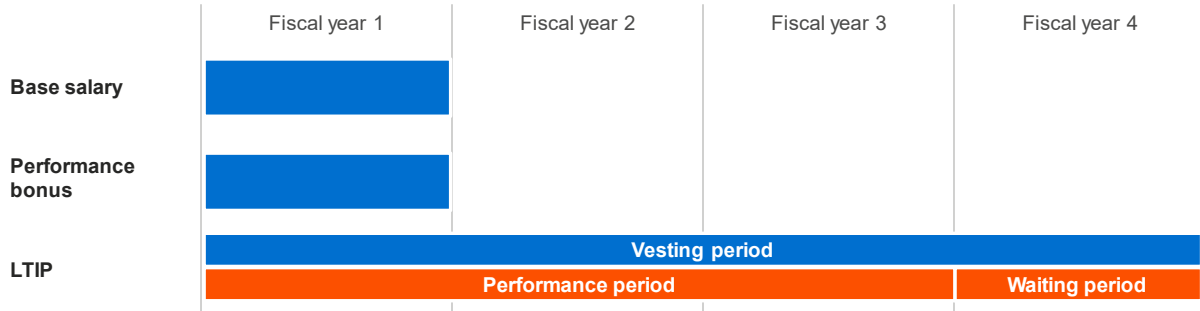 Fiscal year 1
Fiscal year 2
Fiscal year 3
Fiscal year 4
Base salary
Performance
bonus
LTIP
Vesting period
Performance period
Waiting period